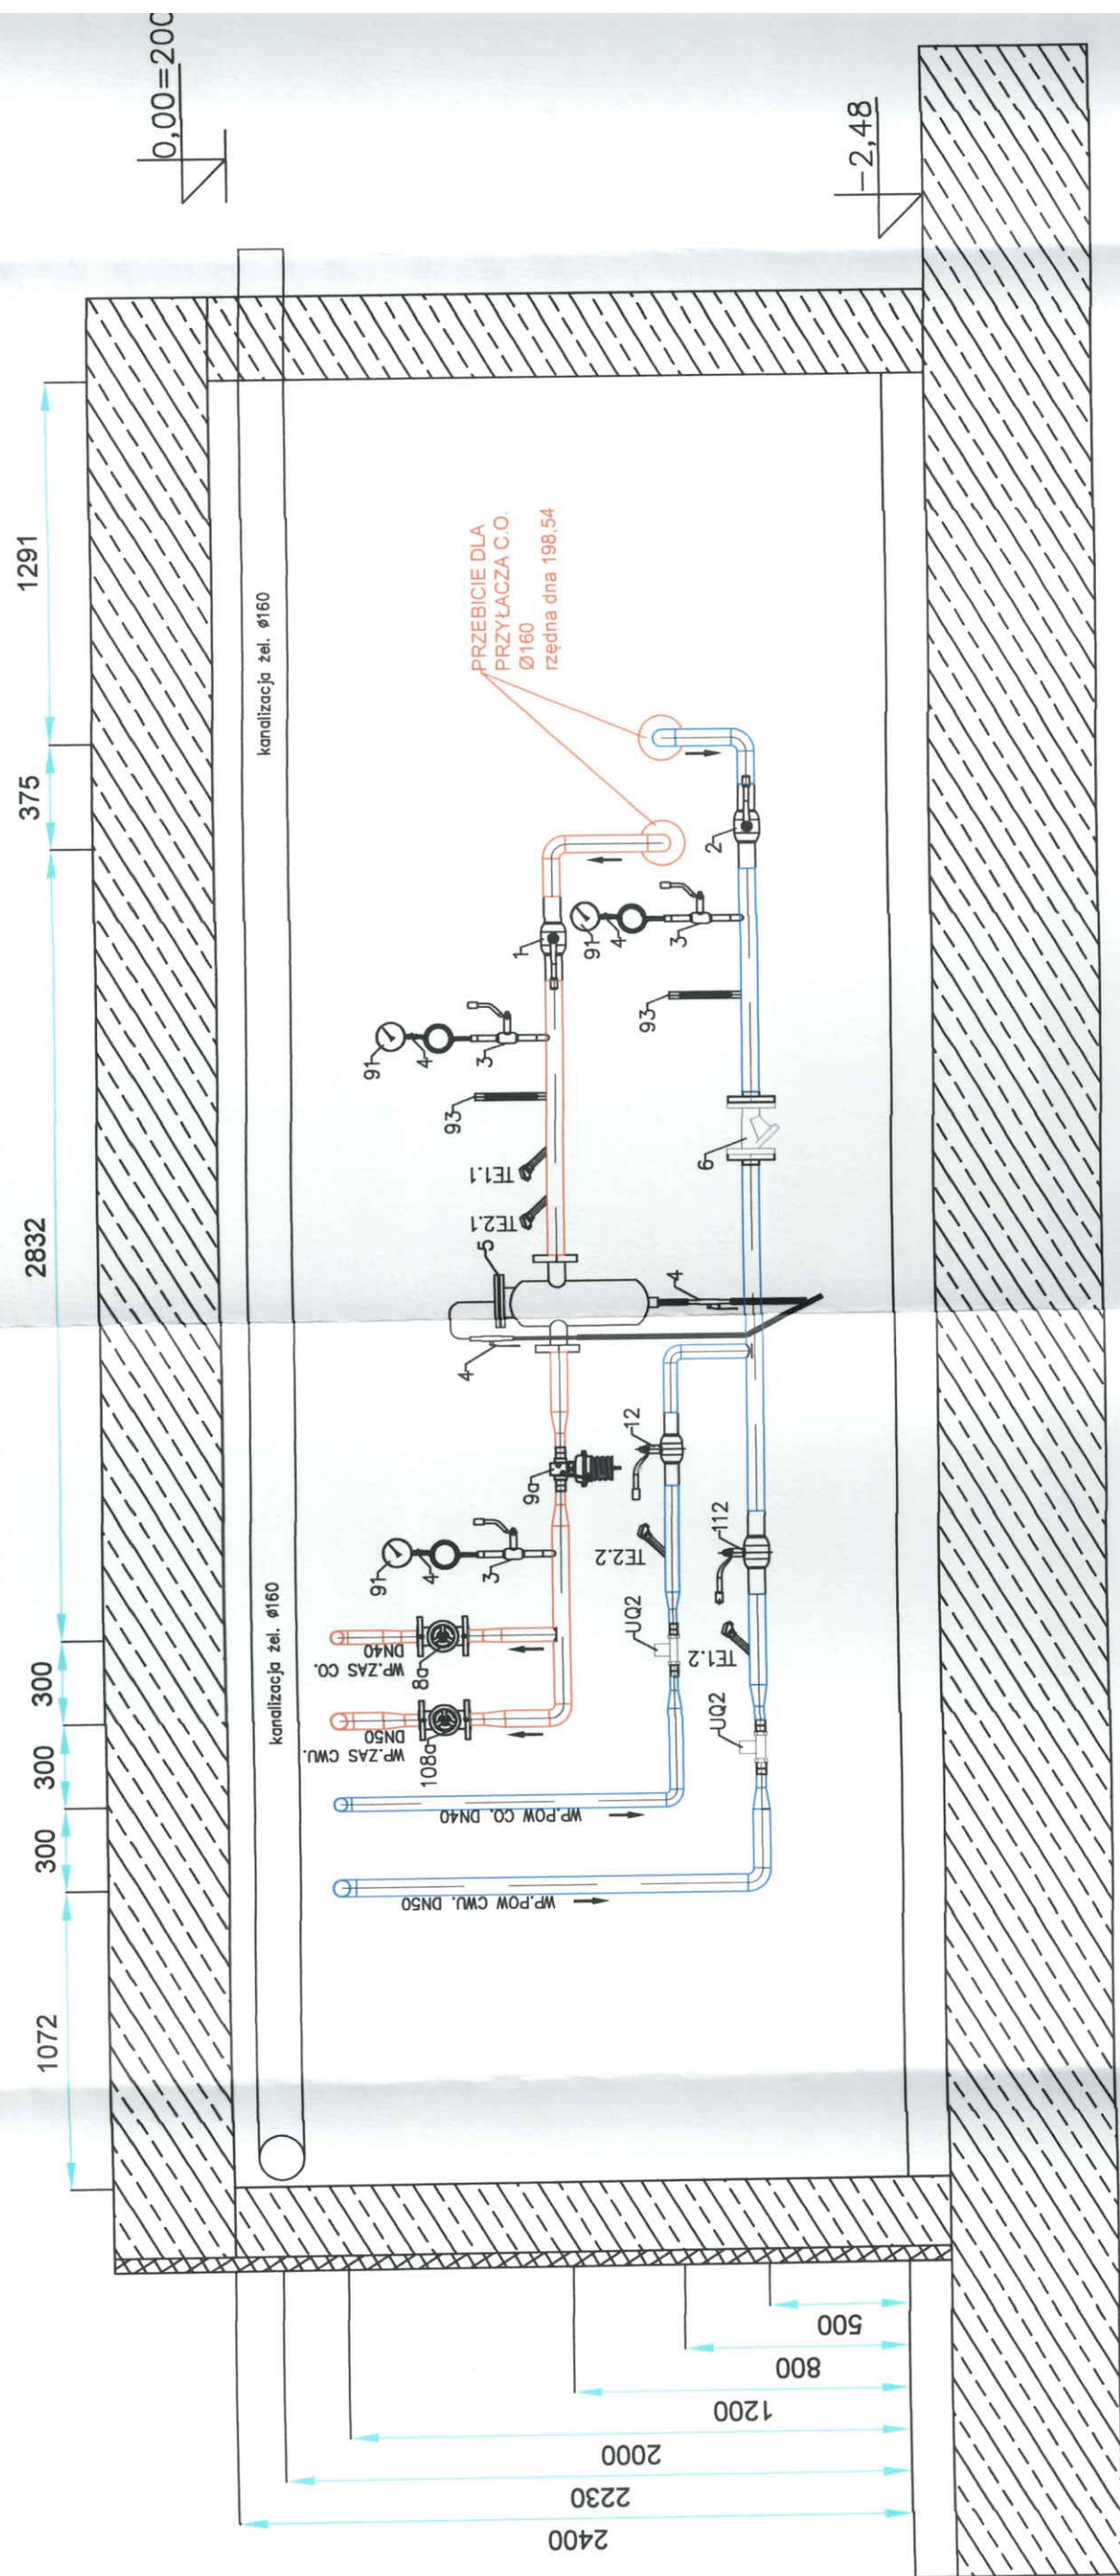 0,00=200
-2,48
1072
300
300
300
2832
375
1291
kanalizacja żel. ø160
kanalizacja żel. ø160
PRZEBICIE DLA
PRZYŁACZA C.O.
Ø160
rzędna dna 198,54
91
4
3
1
93
TE1.1
TE2.1
5
4
4
9a
91
4
3
WP.ZAS CO.
DN40
8a
WP.ZAS CWU.
DN50
108a
WP.POW CO. DN40
WP.POW CWU. DN50
91
4
3
2
93
6
12
TE2.2
UQ2
112
TE1.2
UQ2
500
800
1200
2000
2230
2400